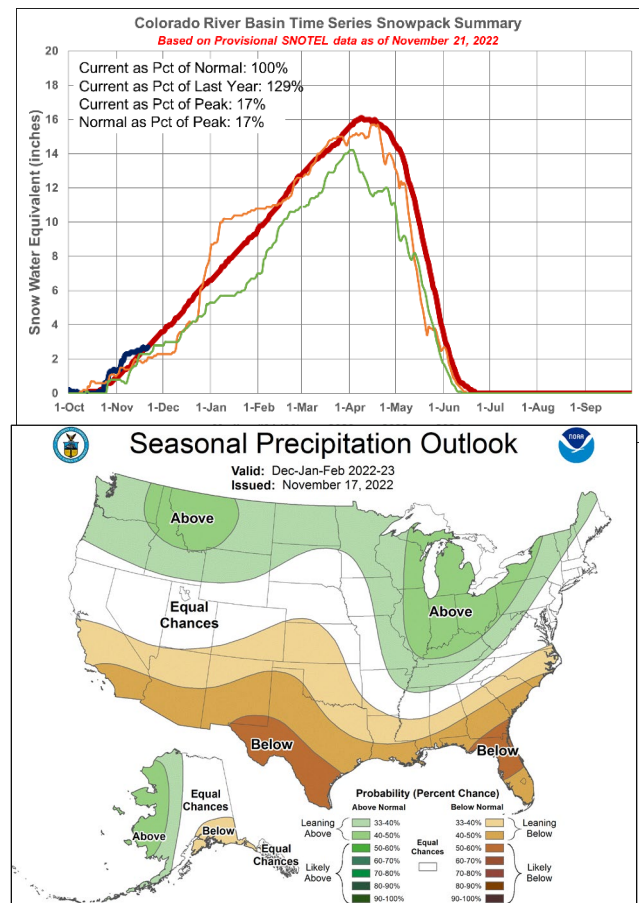 Colorado River Basin Time Series Snowpack Summary
Based on Provisional SNOTEL data as of November 21, 2022
Current as Pct of Normal: 100%
Current as Pct of Last Year: 129%
Current as Pct of Peak: 17%
Normal as Pct of Peak: 17%
Snow Water Equivalent (inches)
20
18
16
14
12
10
8
6
4
2
0
1-Oct 1-Nov 1-Dec 1-Jan 1-Feb 1-Mar 1-Apr 1-May 1-Jun 1-Jul 1-Aug 1-Sep
Seasonal Precipitation Outlook
NOAA
Valid: Dec-Jan-Feb 2022-23
Issued: November 17, 2022
Above
Equal
Chances
Above
Below
Below
Equal
Chances
Above
Below
Equal
Chances
Probability (Percent Chance)
Above Normal Below Normal
Leaning
Above
33-40% 33-40%
40-50% 40-50%
Leaning
Below
Equal
Chances
Likely
Above
50-60% 50-60%
60-70% 60-70%
70-80% 70-80%
80-90% 80-90%
90-100% 90-100%
Likely
Below